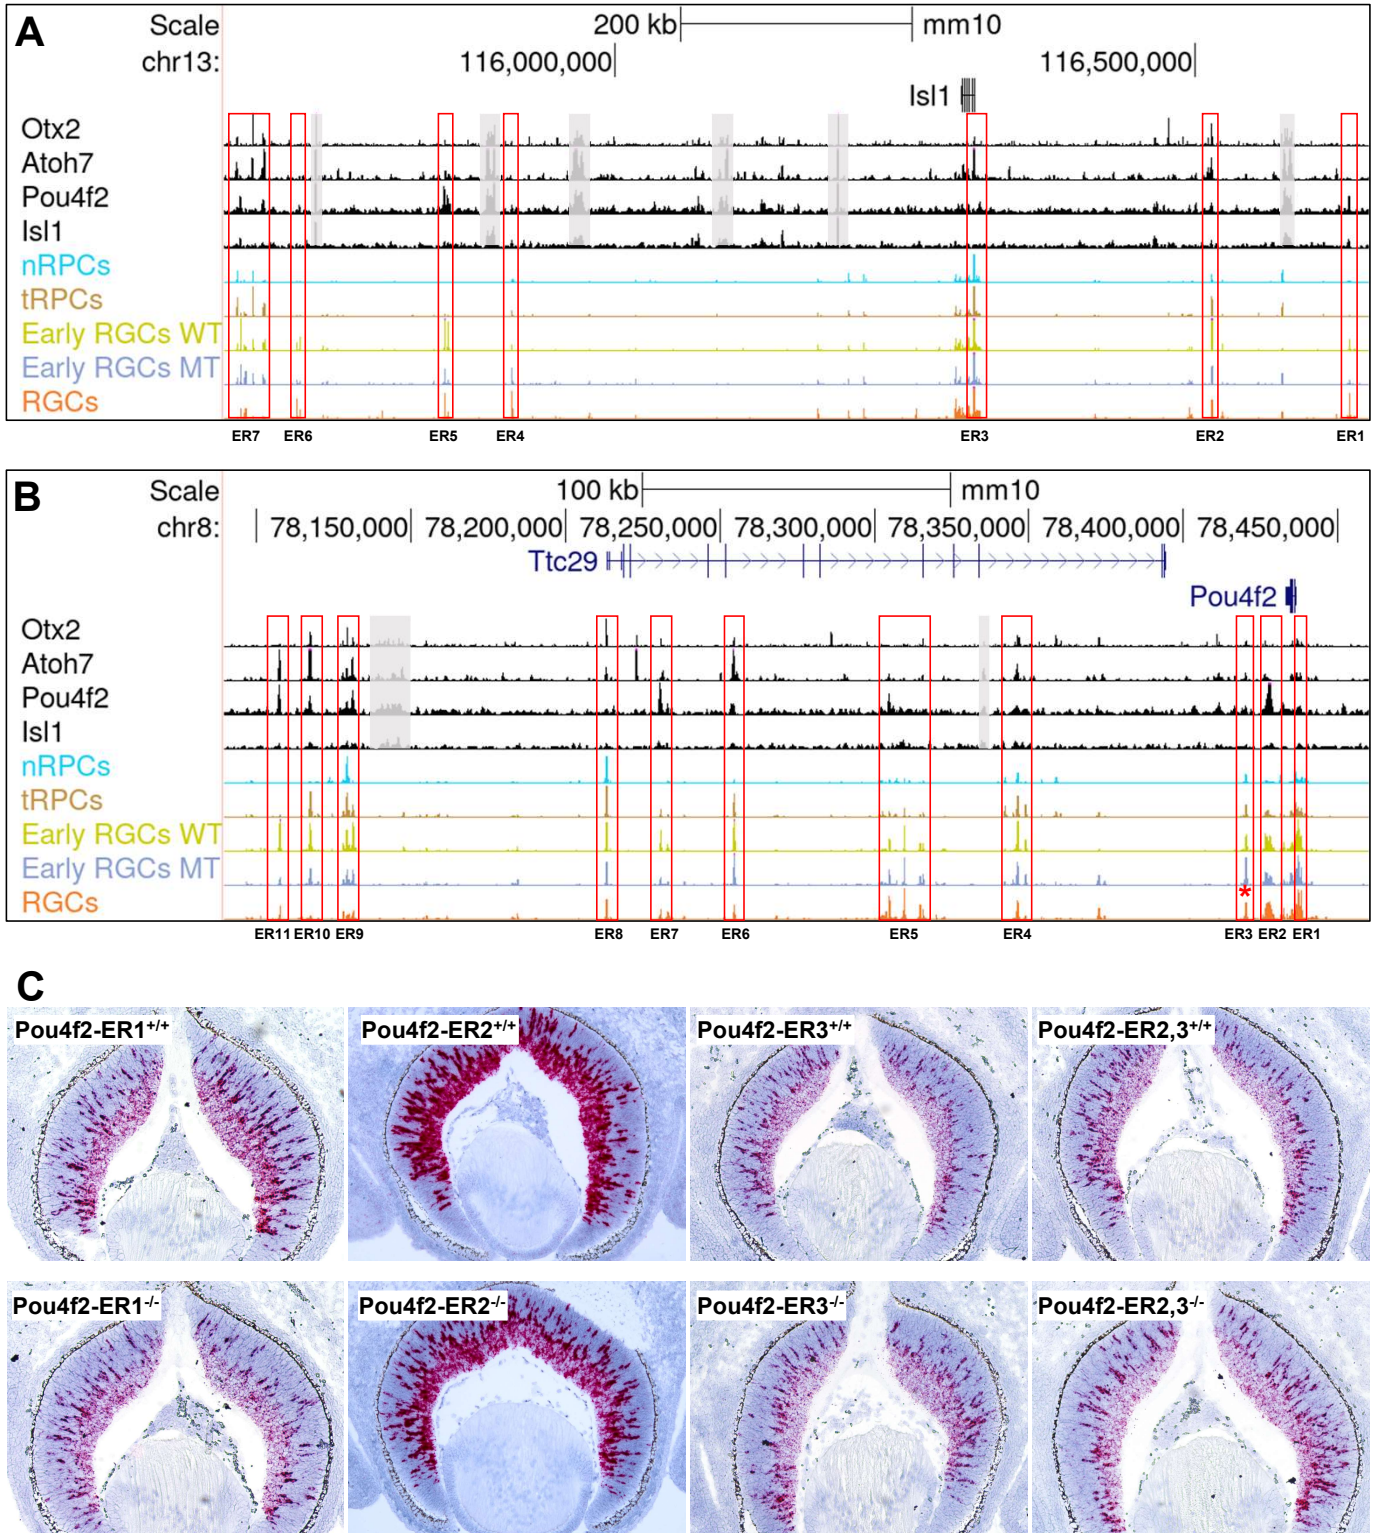 A
Scale 200 kb mm10
chr13: 116,000,000 116,500,000
Isl1
Otx2
Atoh7
Pou4f2
Isl1
nRPCs
tRPCs
Early RGCs WT
Early RGCs MT
RGCs
ER7 ER6 ER5 ER4 ER3 ER2 ER1
B
Scale 100 kb mm10
chr8: 78,150,000 78,200,000 78,250,000 78,300,000 78,350,000 78,400,000 78,450,000
Ttc29
Pou4f2
Otx2
Atoh7
Pou4f2
Isl1
nRPCs
tRPCs
Early RGCs WT
Early RGCs MT
RGCs
*
ER11 ER10 ER9 ER8 ER7 ER6 ER5 ER4 ER3 ER2 ER1
C
Pou4f2-ER1+/+ Pou4f2-ER2+/+ Pou4f2-ER3+/+ Pou4f2-ER2,3+/+
Pou4f2-ER1-/- Pou4f2-ER2-/- Pou4f2-ER3-/- Pou4f2-ER2,3-/-